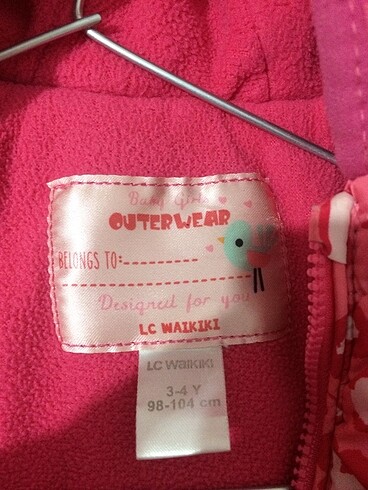 Baby Girls
OUTERWEAR
BELONGS TO:----------
Designed for you
LC WAIKIKI
LC WAIKIKI
3-4 Y
98-104 cm